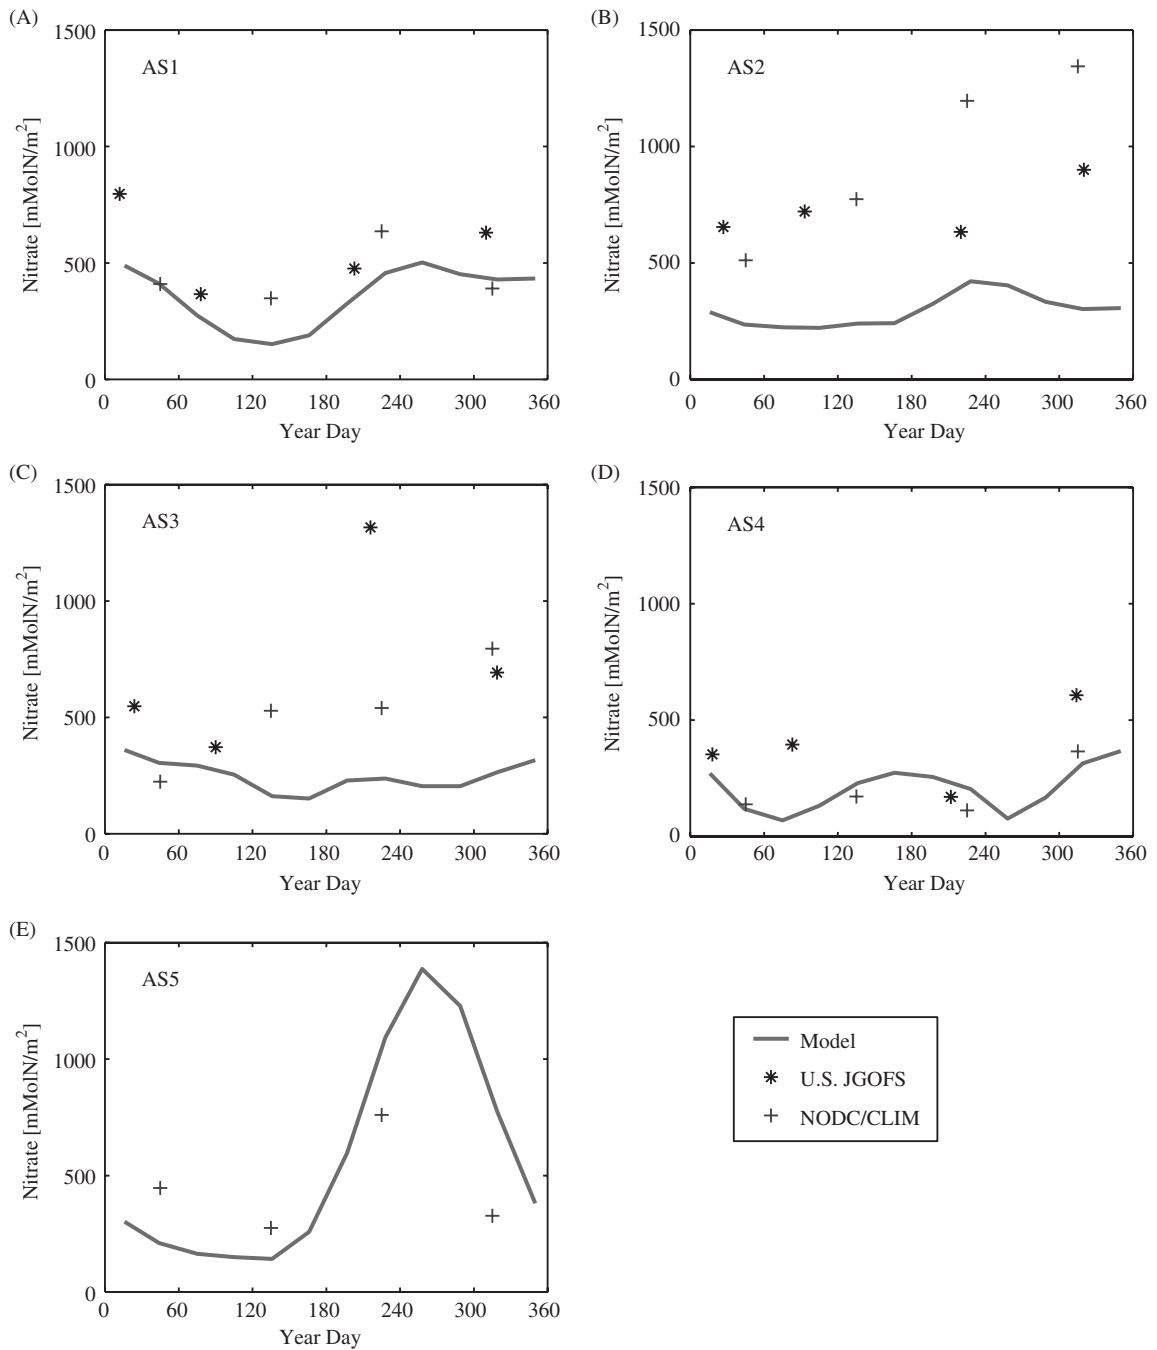 (A)
1500
1000
500
0
Nitrate [mMolN/m²]
AS1
0 60 120 180 240 300 360
Year Day
(B)
1500
1000
500
0
Nitrate [mMolN/m²]
AS2
0 60 120 180 240 300 360
Year Day
(C)
1500
1000
500
0
Nitrate [mMolN/m²]
AS3
0 60 120 180 240 300 360
Year Day
(D)
1500
1000
500
0
Nitrate [mMolN/m²]
AS4
0 60 120 180 240 300 360
Year Day
(E)
1500
1000
500
0
Nitrate [mMolN/m²]
AS5
0 60 120 180 240 300 360
Year Day
Model
U.S. JGOFS
NODC/CLIM